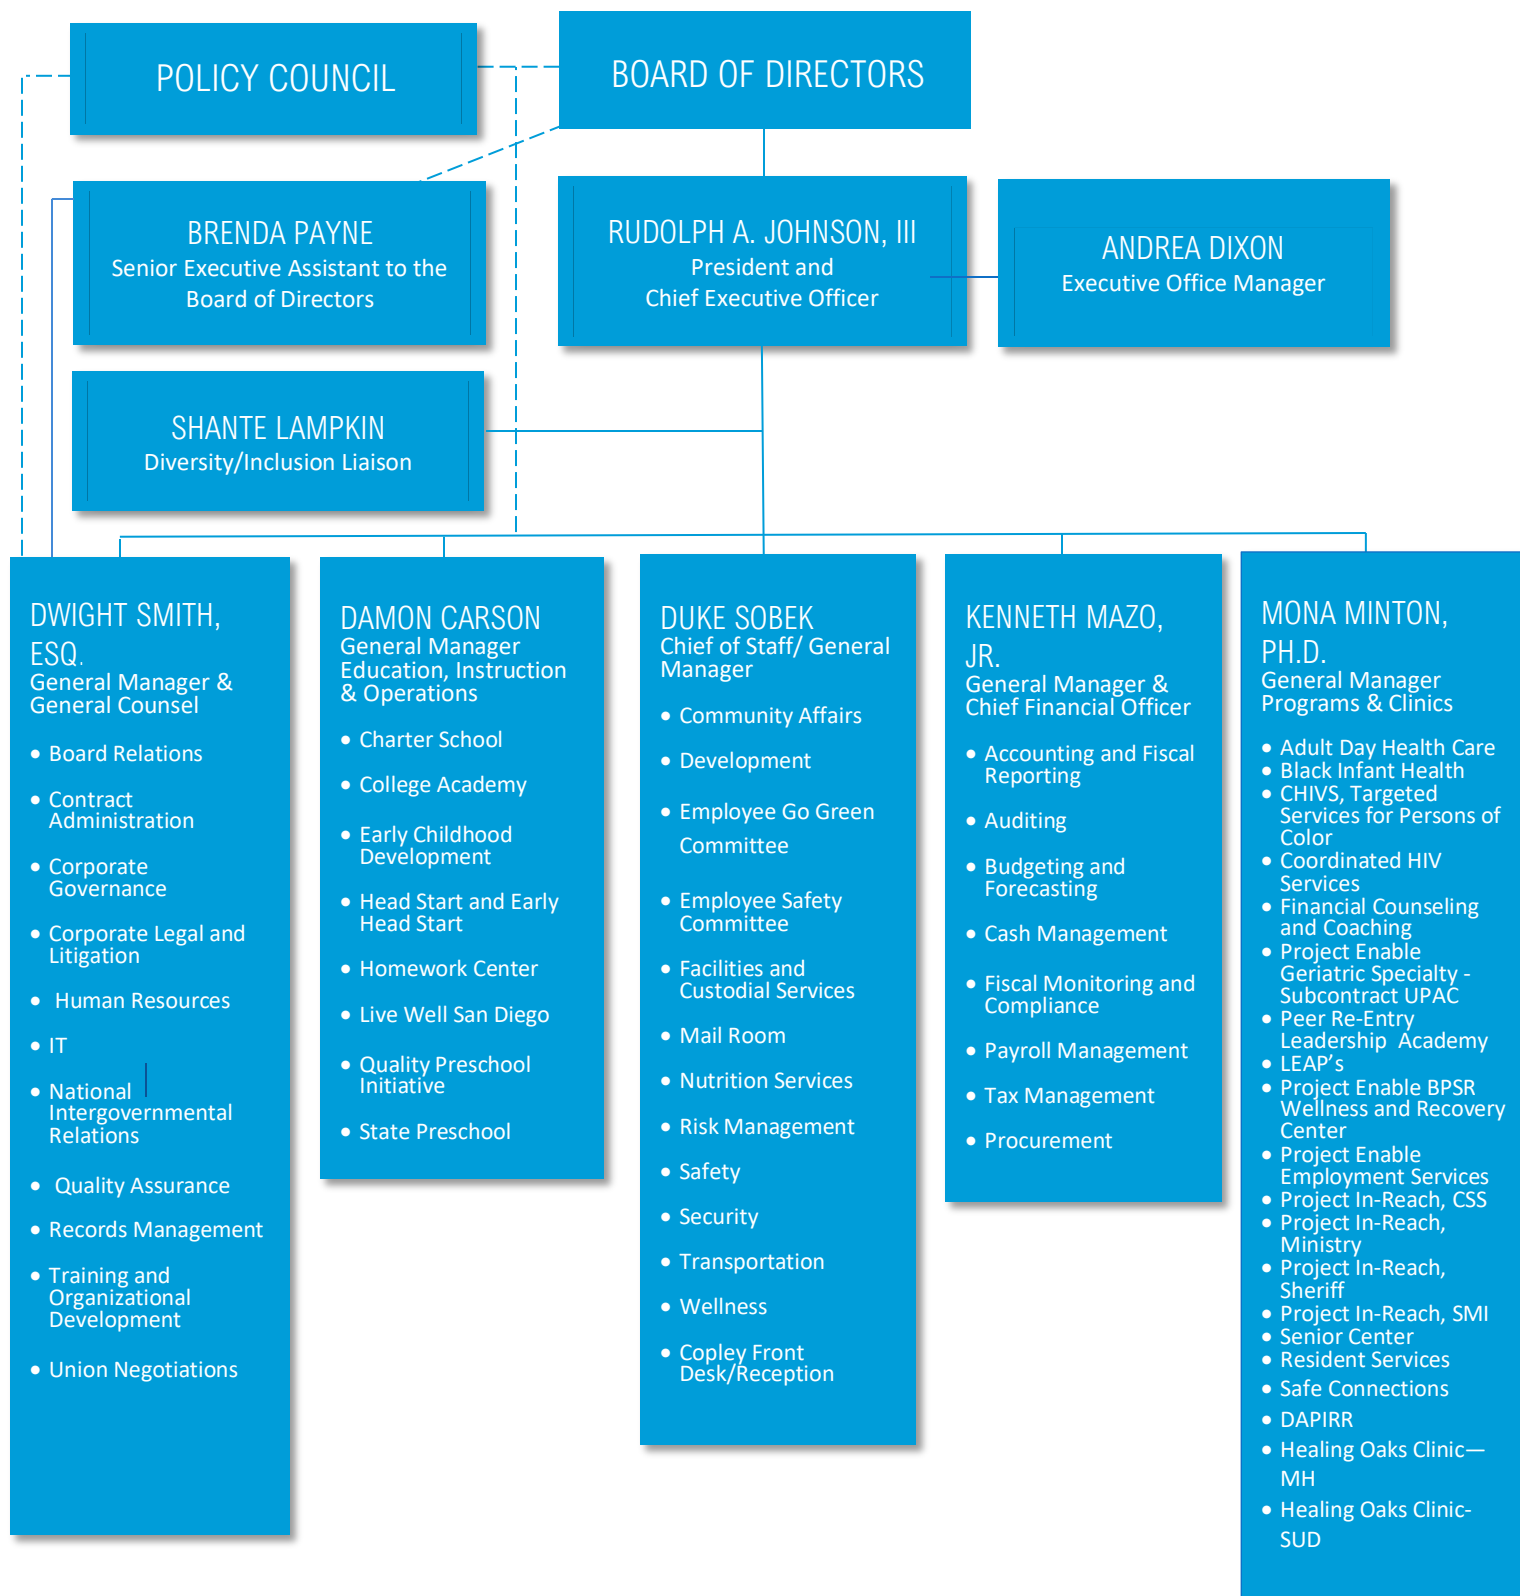 POLICY COUNCIL
BOARD OF DIRECTORS
BRENDA PAYNE
Senior Executive Assistant to the
Board of Directors
RUDOLPH A. JOHNSON, III
President and
Chief Executive Officer
ANDREA DIXON
Executive Office Manager
SHANTE LAMPKIN
Diversity/Inclusion Liaison
DWIGHT SMITH,
ESQ.
General Manager &
General Counsel
• Board Relations
• Contract
Administration
• Corporate
Governance
• Corporate Legal and
Litigation
• Human Resources
• IT
• National
Intergovernmental
Relations
• Quality Assurance
• Records Management
• Training and
Organizational
Development
• Union Negotiations
DAMON CARSON
General Manager
Education, Instruction
& Operations
• Charter School
• College Academy
• Early Childhood
Development
• Head Start and Early
Head Start
• Homework Center
• Live Well San Diego
• Quality Preschool
Initiative
• State Preschool
DUKE SOBEK
Chief of Staff/ General
Manager
• Community Affairs
• Development
• Employee Go Green
Committee
• Employee Safety
Committee
• Facilities and
Custodial Services
• Mail Room
• Nutrition Services
• Risk Management
• Safety
• Security
• Transportation
• Wellness
• Copley Front
Desk/Reception
KENNETH MAZO,
JR.
General Manager &
Chief Financial Officer
• Accounting and Fiscal
Reporting
• Auditing
• Budgeting and
Forecasting
• Cash Management
• Fiscal Monitoring and
Compliance
• Payroll Management
• Tax Management
• Procurement
MONA MINTON,
PH.D.
General Manager
Programs & Clinics
• Adult Day Health Care
• Black Infant Health
• CHIVS, Targeted
Services for Persons of
Color
• Coordinated HIV
Services
• Financial Counseling
and Coaching
• Project Enable
Geriatric Specialty -
Subcontract UPAC
• Peer Re-Entry
Leadership Academy
• LEAP's
• Project Enable BPSR
Wellness and Recovery
Center
• Project Enable
Employment Services
• Project In-Reach, CSS
• Project In-Reach,
Ministry
• Project In-Reach,
Sheriff
• Project In-Reach, SMI
• Senior Center
• Resident Services
• Safe Connections
• DAPIRR
• Healing Oaks Clinic—
MH
• Healing Oaks Clinic-
SUD